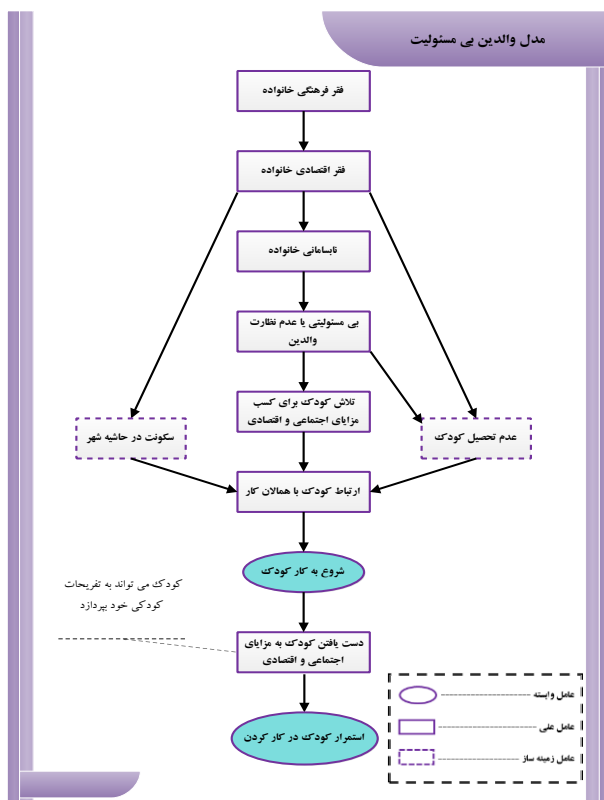 مدل والدین بی مسئولیت
فقر فرهنگی خانواده
فقر اقتصادی خانواده
نابسامانی خانواده
بی مسئولیتی یا عدم نظارت
والدین
تلاش کودک برای کسب
مزایای اجتماعی و اقتصادی
عدم تحصیل کودک
سکونت در حاشیه شهر
ارتباط کودک با همالان کار
شروع به کار کودک
کودک می تواند به تفریحات
کودکی خود بپردازد
دست یافتن کودک به مزایای
اجتماعی و اقتصادی
استمرار کودک در کار کردن
عامل وابسته
عامل علی
عامل زمینه ساز